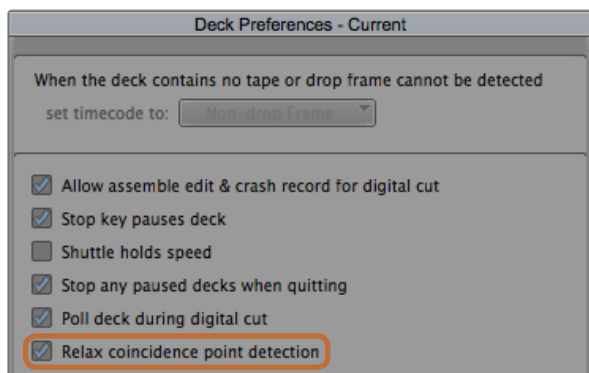 Deck Preferences - Current
When the deck contains no tape or drop frame cannot be detected
set timecode to: Non-drop Frame
Allow assemble edit & crash record for digital cut
Stop key pauses deck
Shuttle holds speed
Stop any paused decks when quitting
Poll deck during digital cut
Relax coincidence point detection